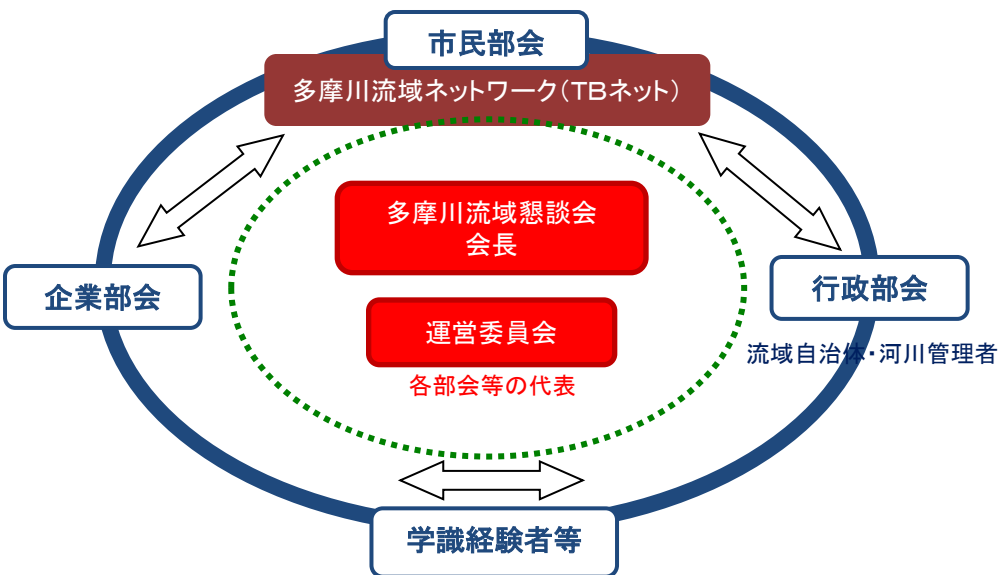 市民部会
多摩川流域ネットワーク(TBネット)
多摩川流域懇談会
会長
企業部会
行政部会
運営委員会
流域自治体・河川管理者
各部会等の代表
学識経験者等